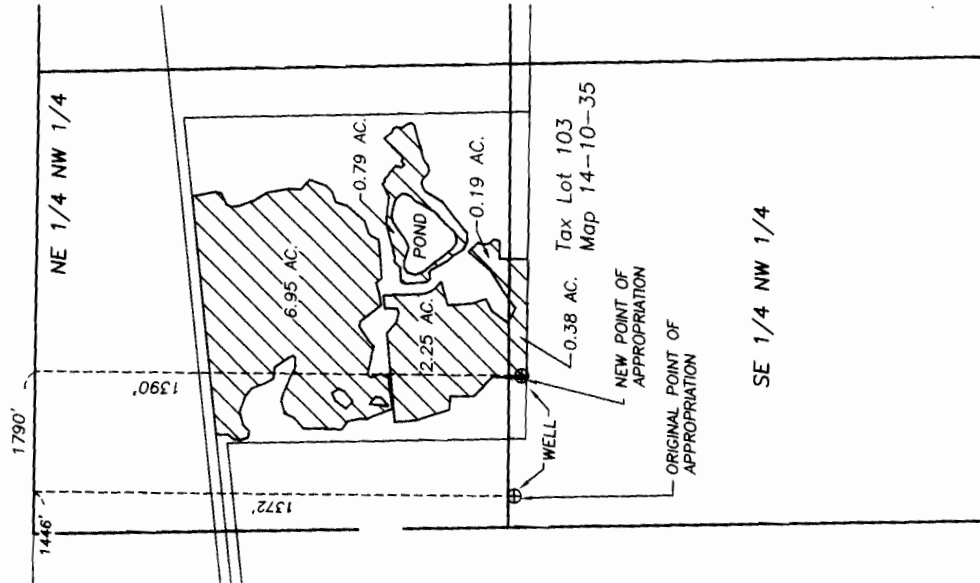 NE 1/4 NW 1/4
1790'
1446'
1390'
1372'
6.95 AC.
0.79 AC.
POND
2.25 AC.
0.19 AC.
0.38 AC.
Tax Lot 103
Map 14-10-35
WELL
NEW POINT OF
APPROPRIATION
ORIGINAL POINT OF
APPROPRIATION
SE 1/4 NW 1/4